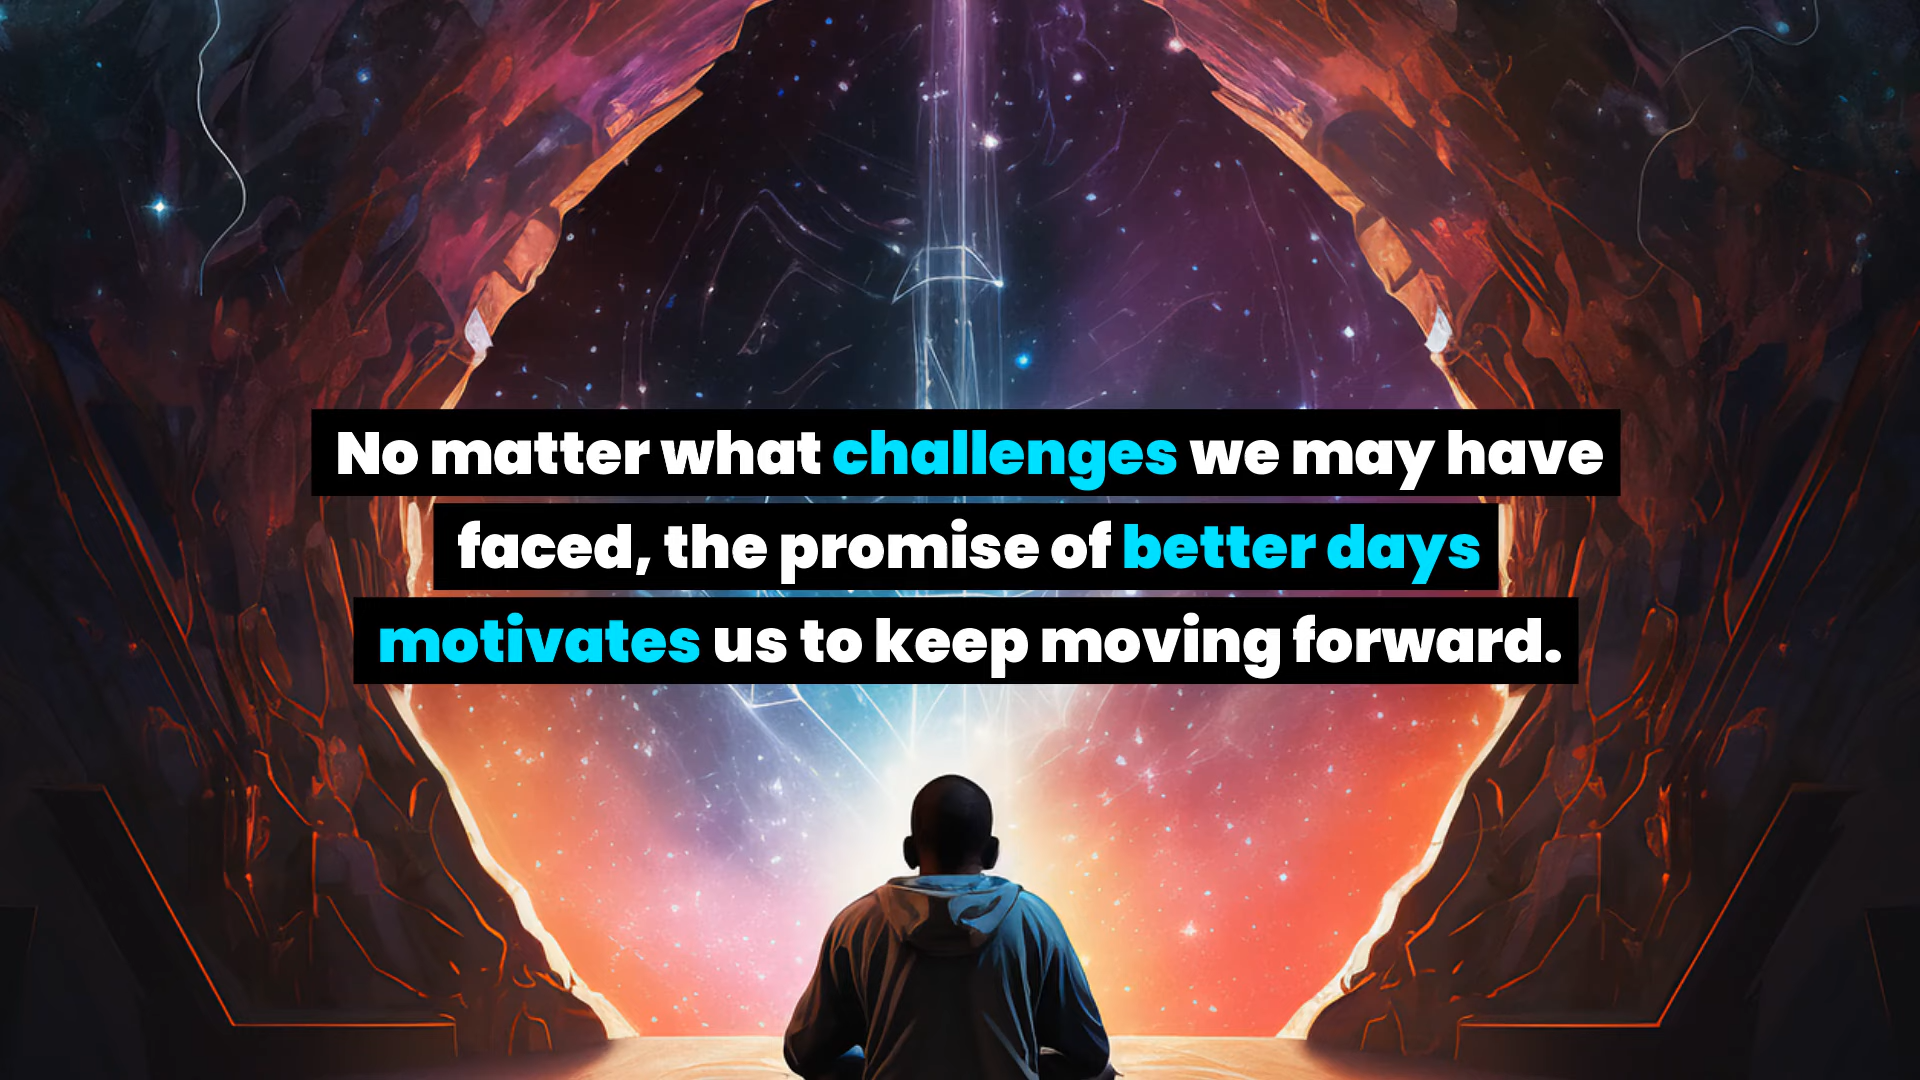 No matter what challenges we may have
faced, the promise of better days
motivates us to keep moving forward.